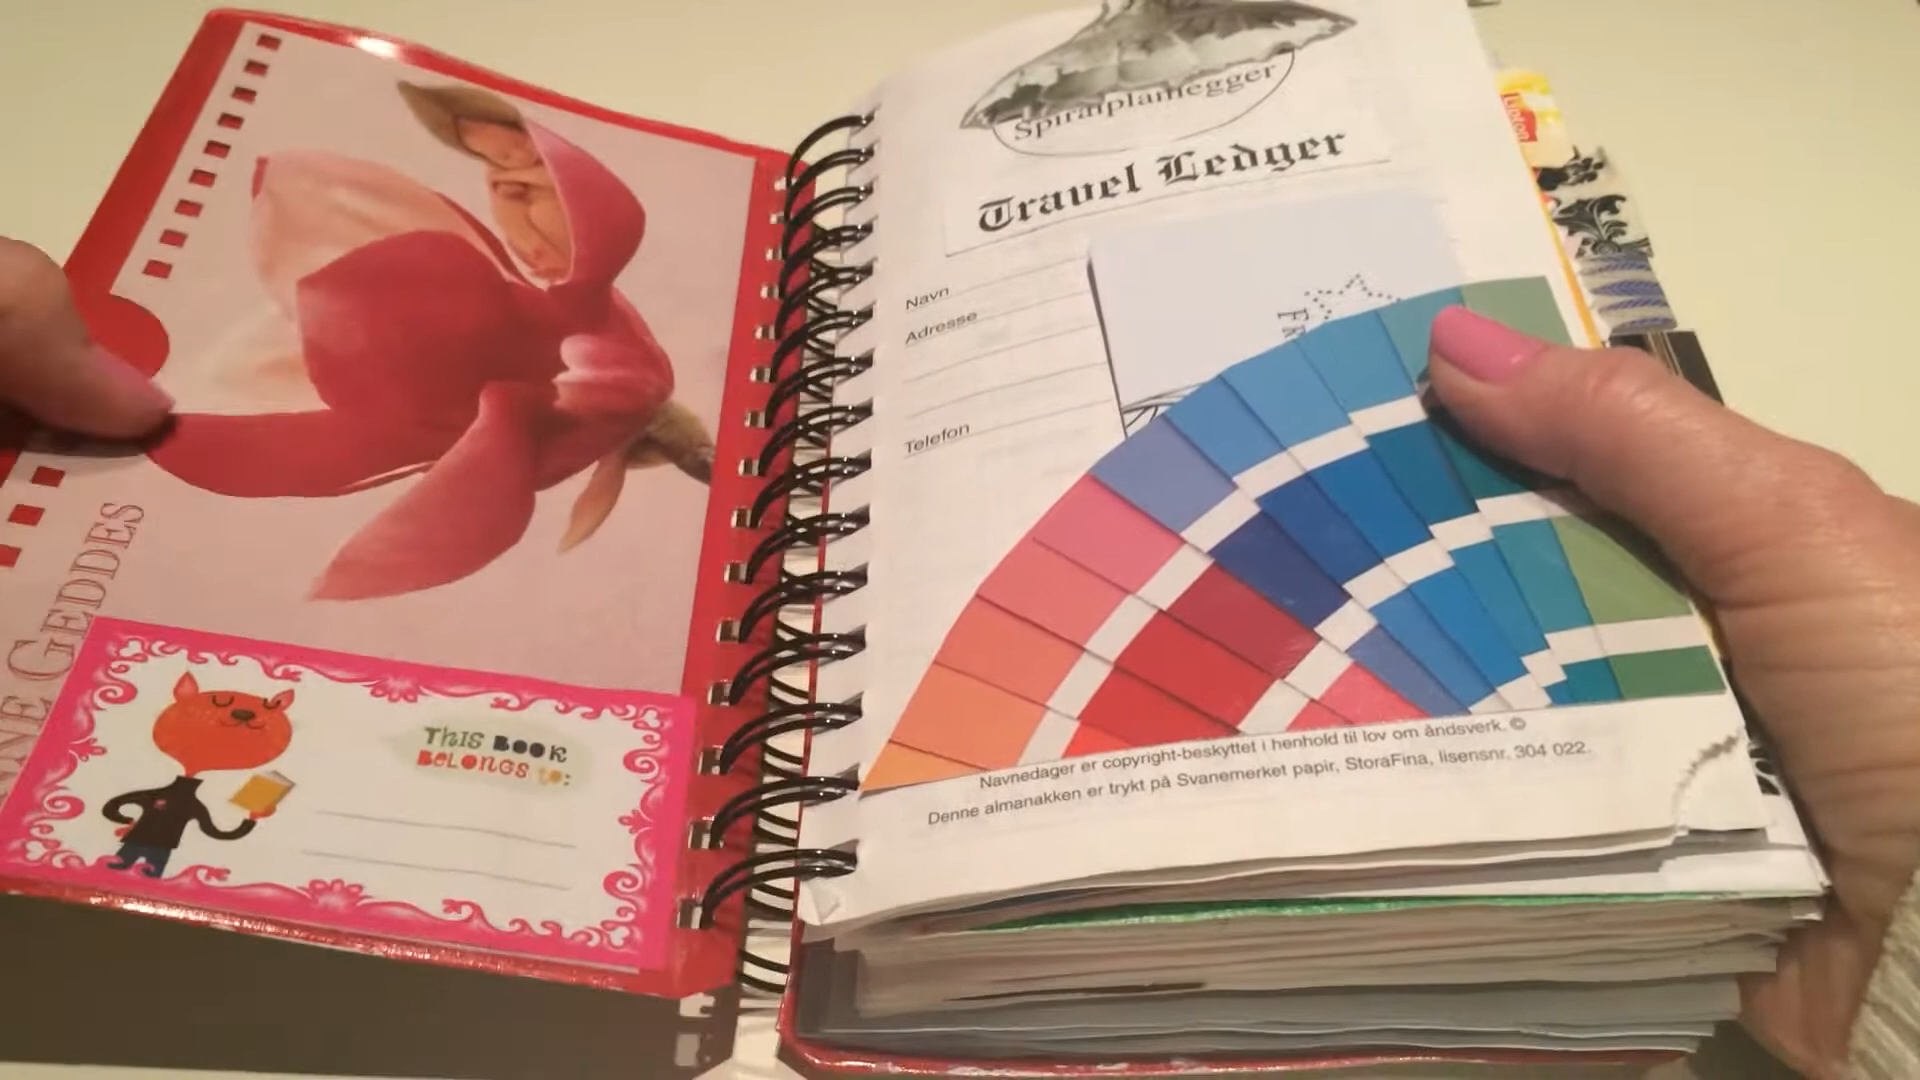 NE GEDDES
THIS BOOK
BELONGS to:
Spiralplanlegger
Travel Ledger
Navn
Adresse
Telefon
Navnedager er copyright-beskyttet i henhold til lov om åndsverk. ©
Denne almanakken er trykt på Svanemerket papir, StoraFina, lisensnr. 304 022.
Lipton